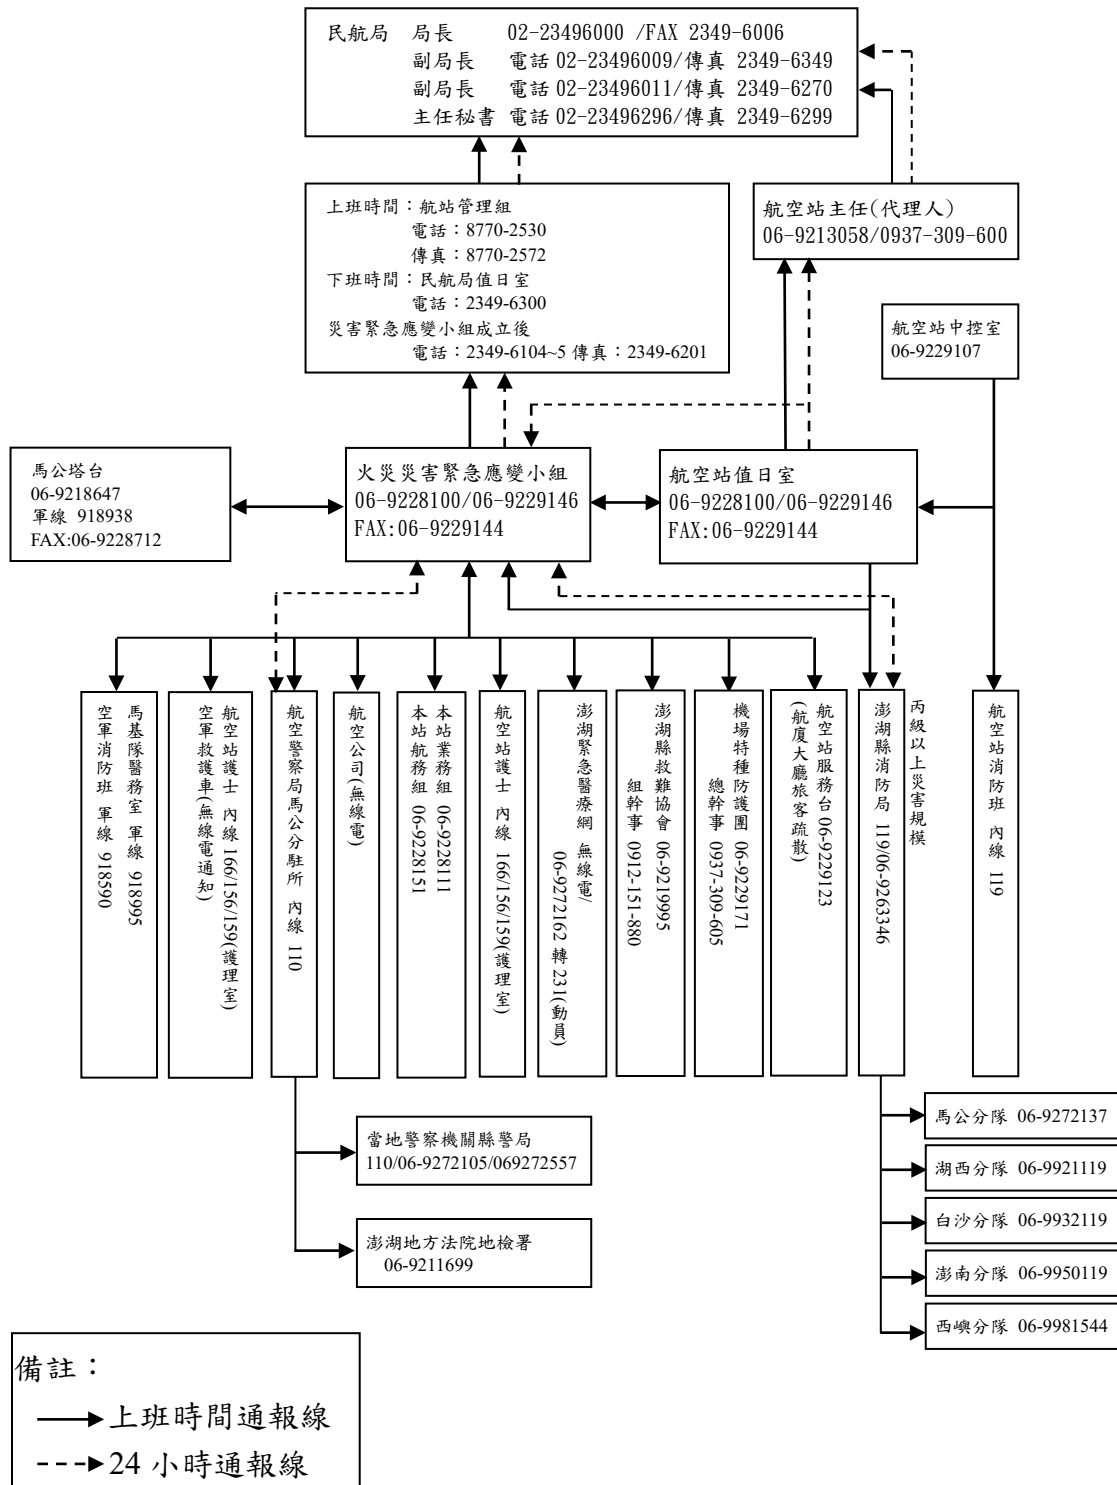 民航局 局長 02-23496000 /FAX 2349-6006
副局長 電話 02-23496009/傳真 2349-6349
副局長 電話 02-23496011/傳真 2349-6270
主任秘書 電話 02-23496296/傳真 2349-6299
上班時間：航站管理組
電話：8770-2530
傳真：8770-2572
下班時間：民航局值日室
電話：2349-6300
災害緊急應變小組成立後
電話：2349-6104~5 傳真：2349-6201
航空站主任(代理人)
06-9213058/0937-309-600
航空站中控室
06-9229107
馬公塔台
06-9218647
軍線 918938
FAX:06-9228712
火災災害緊急應變小組
06-9228100/06-9229146
FAX:06-9229144
航空站值日室
06-9228100/06-9229146
FAX:06-9229144
馬基隊醫務室 軍線 918995
空軍消防班 軍線 918590
航空站護士 內線 166/156/159(護理室)
空軍救護車(無線電通知)
航空警察局馬公分駐所 內線 110
航空公司(無線電)
本站業務組 06-9228111
本站航務組 06-9228151
航空站護士 內線 166/156/159(護理室)
澎湖緊急醫療網 無線電/
06-9272162 轉 231(動員)
澎湖縣救難協會 06-9219995
組幹事 0912-151-880
機場特種防護團 06-9229171
總幹事 0937-309-605
航空站服務台 06-9229123
(航廈大廳旅客疏散)
丙級以上災害規模
澎湖縣消防局 119/06-9263346
航空站消防班 內線 119
當地警察機關縣警局
110/06-9272105/069272557
澎湖地方法院地檢署
06-9211699
馬公分隊 06-9272137
湖西分隊 06-9921119
白沙分隊 06-9932119
澎南分隊 06-9950119
西嶼分隊 06-9981544
備註：
上班時間通報線
24 小時通報線